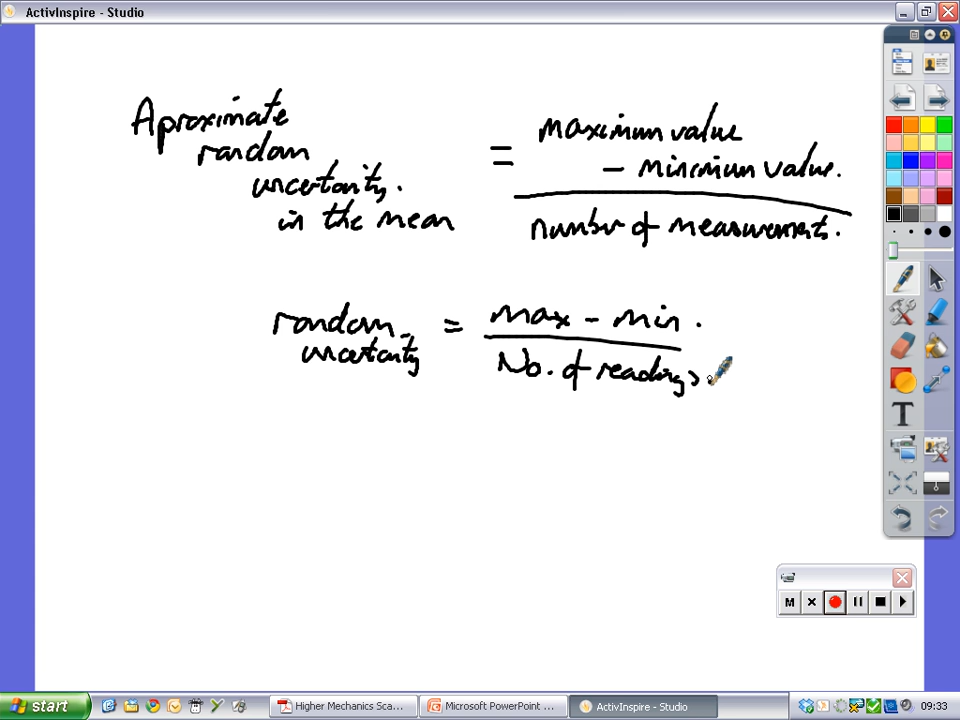 ActivInspire - Studio
Aproximate
random
uncertainty.
in the mean
=
maximum value
- minimum value.
number of measurements.
random
uncertainty
= max - min.
No. of readings
T
M
start
Higher Mechanics Sca...
Microsoft PowerPoint ...
ActivInspire - Studio
09:33